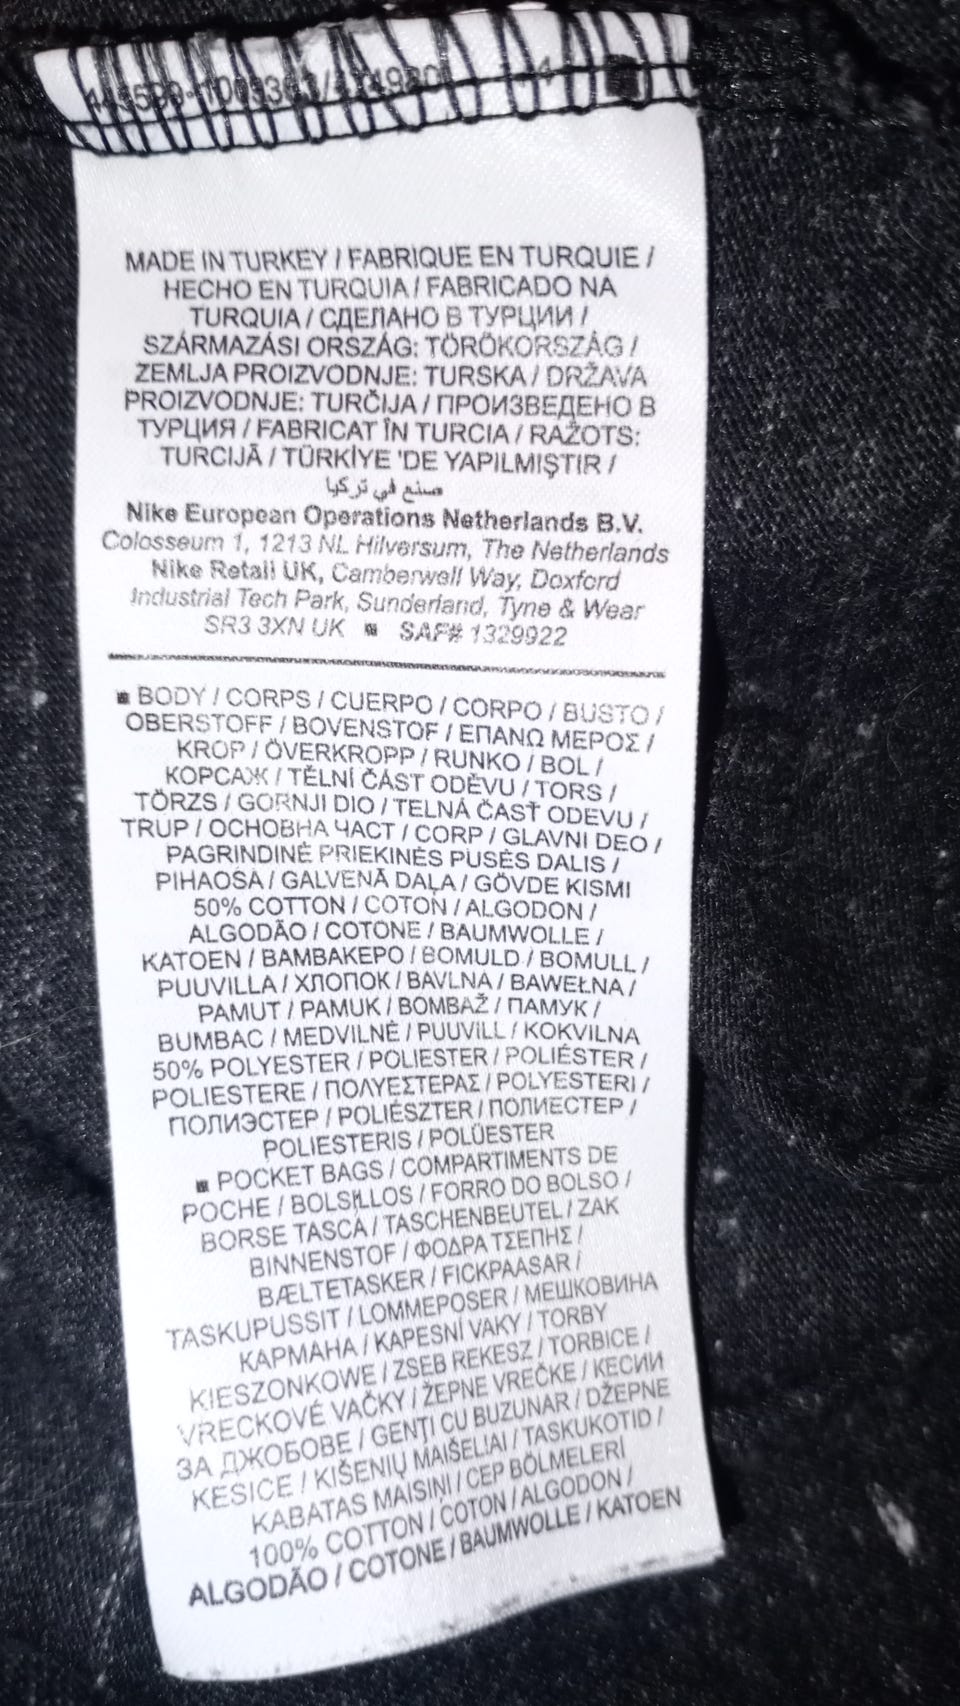 MADE IN TURKEY / FABRIQUE EN TURQUIE /
HECHO EN TURQUIA / FABRICADO NA
TURQUIA / СДЕЛАНО В ТУРЦИИ /
SZÁRMAZÁSI ORSZÁG: TÖRÖKORSZÁG /
ZEMLJA PROIZVODNJE: TURSKA / DRŽAVA
PROIZVODNJE: TURČIJA / ПРОИЗВЕДЕНО В
ТУРЦИЯ / FABRICAT ÎN TURCIA / RAŽOTS:
TURCIJĀ / TÜRKİYE 'DE YAPILMIŞTIR /
صنع في تركيا
Nike European Operations Netherlands B.V.
Colosseum 1, 1213 NL Hilversum, The Netherlands
Nike Retail UK, Camberwell Way, Doxford
Industrial Tech Park, Sunderland, Tyne & Wear
SR3 3XN UK SAF# 1329922
BODY / CORPS / CUERPO / CORPO / BUSTO /
OBERSTOFF / BOVENSTOF / ΕΠΑΝΩ ΜΕΡΟΣ /
KROP / ÖVERKROPP / RUNKO / BOL /
КОРСАЖ / TĚLNÍ ČÁST ODĚVU / TORS /
TÖRZS / GORNJI DIO / TELNÁ ČASŤ ODEVU /
TRUP / ОСНОВНА ЧАСТ / CORP / GLAVNI DEO /
PAGRINDINĖ PRIEKINĖS PUSĖS DALIS /
PIHAOSA / GALVENĀ DAĻA / GÖVDE KISMI
50% COTTON / COTON / ALGODON /
ALGODÃO / COTONE / BAUMWOLLE /
KATOEN / ΒΑΜΒΑΚΕΡΟ / BOMULD / BOMULL /
PUUVILLA / ХЛОПОК / BAVLNA / BAWEŁNA /
PAMUT / PAMUK / BOMBAŽ / ПАМУК /
BUMBAC / MEDVILNĖ / PUUVILL / KOKVILNA
50% POLYESTER / POLIESTER / POLIÉSTER /
POLIESTERE / ΠΟΛΥΕΣΤΕΡΑΣ / POLYESTERI /
ПОЛИЭСТЕР / POLIÉSZTER / ПОЛИЕСТЕР /
POLIESTERIS / POLÜESTER
POCKET BAGS / COMPARTIMENTS DE
POCHE / BOLSILLOS / FORRO DO BOLSO /
BORSE TASCA / TASCHENBEUTEL / ZAK
BINNENSTOF / ΦΟΔΡΑ ΤΣΕΠΗΣ /
BÆLTETASKER / FICKPAASAR /
TASKUPUSSIT / LOMMEPOSER / МЕШКОВИНА
КАРМАНА / KAPESNÍ VAKY / TORBY
KIESZONKOWE / ZSEB REKESZ / TORBICE /
VRECKOVÉ VAČKY / ŽEPNE VREČKE / КЕСИИ
ЗА ДЖОБОВЕ / GENȚI CU BUZUNAR / DŽEPNE
KESICE / KIŠENIŲ MAIŠELIAI / TASKUKOTID /
KABATAS MAISINI / CEP BÖLMELERİ
100% COTTON / COTON / ALGODON /
ALGODÃO / COTONE / BAUMWOLLE / KATOEN